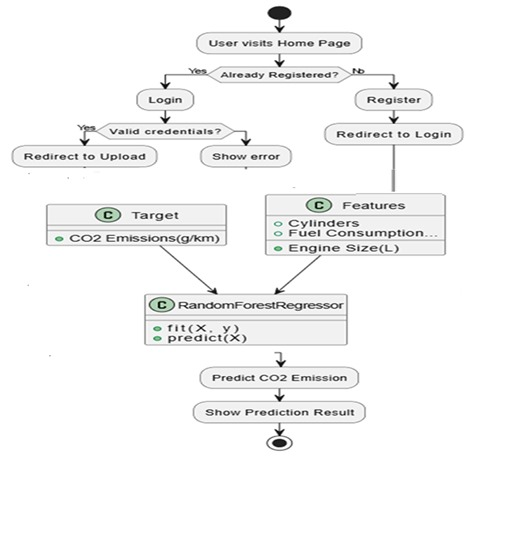 User visits Home Page
Yes
Already Registered?
No
Login
Register
Yes
Valid credentials?
Redirect to Login
Redirect to Upload
Show error
C Target
CO2 Emissions(g/km)
C Features
Cylinders
Fuel Consumption...
Engine Size(L)
C RandomForestRegressor
fit(X, y)
predict(X)
Predict CO2 Emission
Show Prediction Result